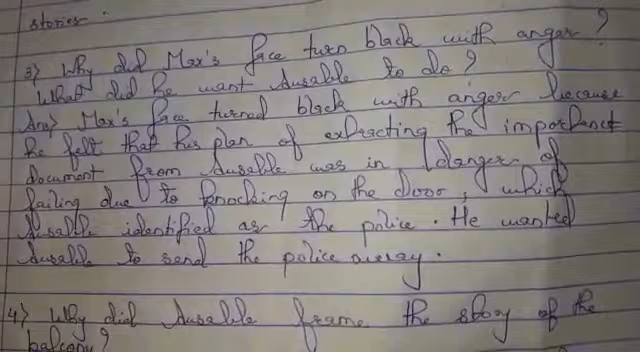 stories.
3) Why did Max's face turn black with anger?
What did he want Ausable to do?
Ans) Max's face turned black with anger because
he felt that his plan of extracting the important
document from Ausable was in danger of
failing due to knocking on the door, which
Ausable identified as the police. He wanted
Ausable to send the police away.
4) Why did Ausable frame the story of the
balcony?